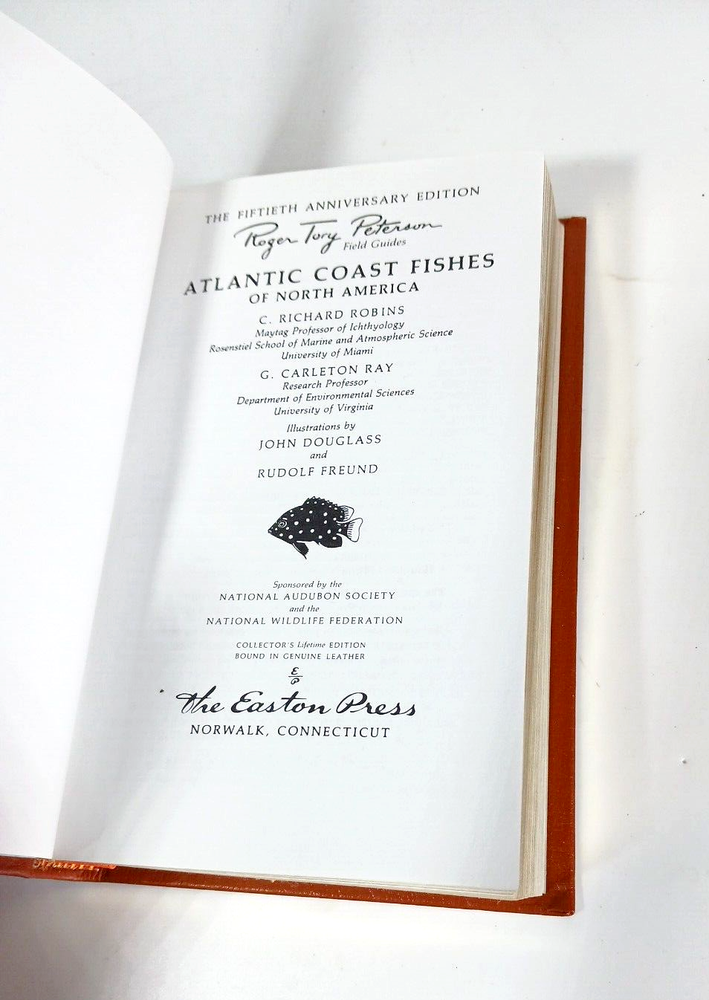 THE FIFTIETH ANNIVERSARY EDITION
Roger Tory Peterson
Field Guides
ATLANTIC COAST FISHES
OF NORTH AMERICA
C. RICHARD ROBINS
Maytag Professor of Ichthyology
Rosenstiel School of Marine and Atmospheric Science
University of Miami
G. CARLETON RAY
Research Professor
Department of Environmental Sciences
University of Virginia
Illustrations by
JOHN DOUGLASS
and
RUDOLF FREUND
Sponsored by the
NATIONAL AUDUBON SOCIETY
and the
NATIONAL WILDLIFE FEDERATION
COLLECTOR'S Lifetime EDITION
BOUND IN GENUINE LEATHER
E
P
The Easton Press
NORWALK, CONNECTICUT